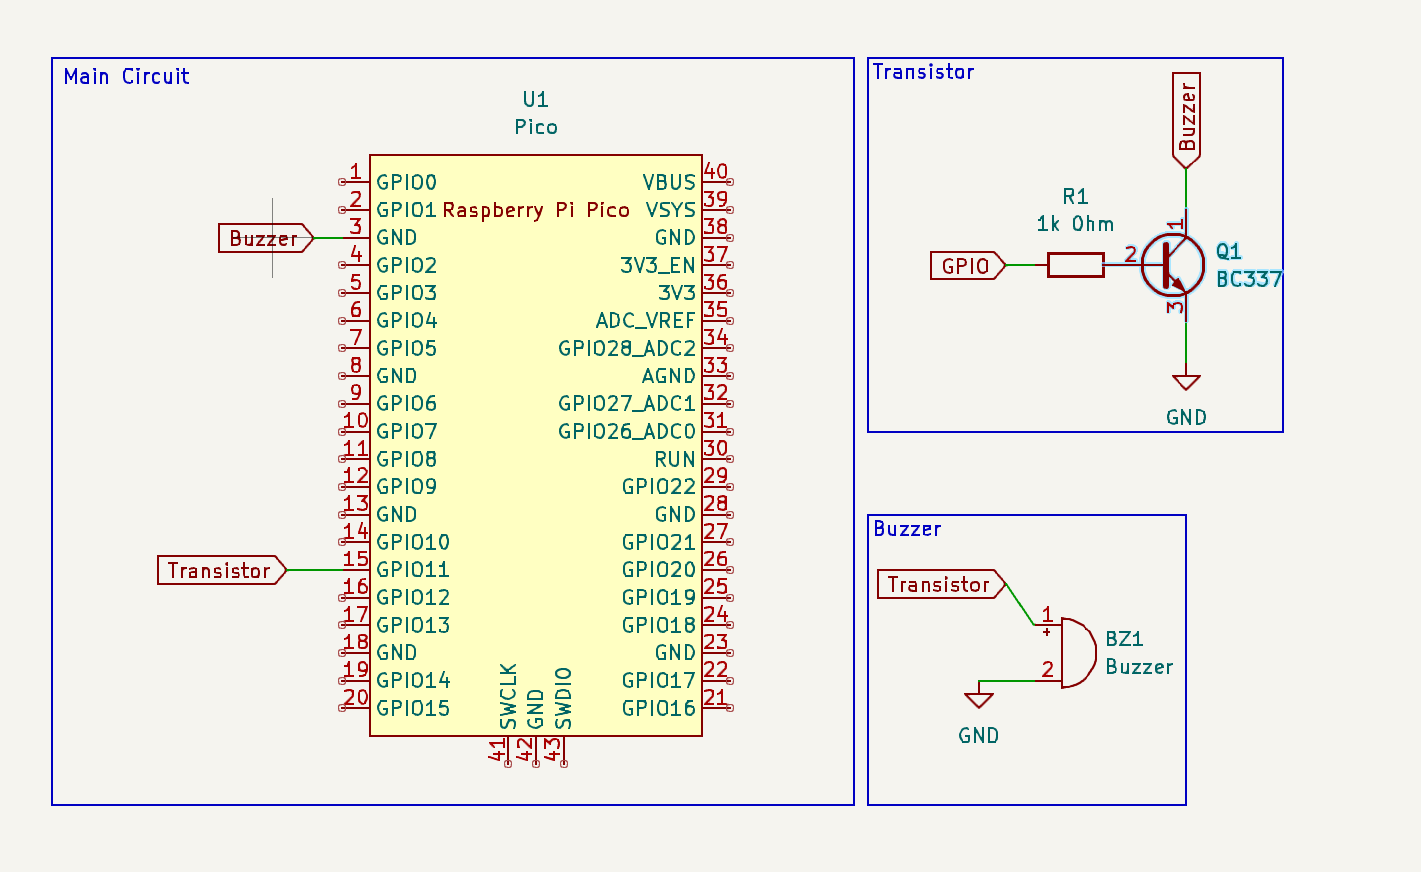 Main Circuit
U1
Pico
Raspberry Pi Pico
1 GPIO0
2 GPIO1
3 GND
4 GPIO2
5 GPIO3
6 GPIO4
7 GPIO5
8 GND
9 GPIO6
10 GPIO7
11 GPIO8
12 GPIO9
13 GND
14 GPIO10
15 GPIO11
16 GPIO12
17 GPIO13
18 GND
19 GPIO14
20 GPIO15
VBUS 40
VSYS 39
GND 38
3V3_EN 37
3V3 36
ADC_VREF 35
GPIO28_ADC2 34
AGND 33
GPIO27_ADC1 32
GPIO26_ADC0 31
RUN 30
GPIO22 29
GND 28
GPIO21 27
GPIO20 26
GPIO19 25
GPIO18 24
GND 23
GPIO17 22
GPIO16 21
SWCLK 41
GND 42
SWDIO 43
Buzzer
Transistor
Transistor
Buzzer
R1
1k Ohm
GPIO
1
2
3
Q1
BC337
GND
Buzzer
Transistor
1
+
2
BZ1
Buzzer
GND